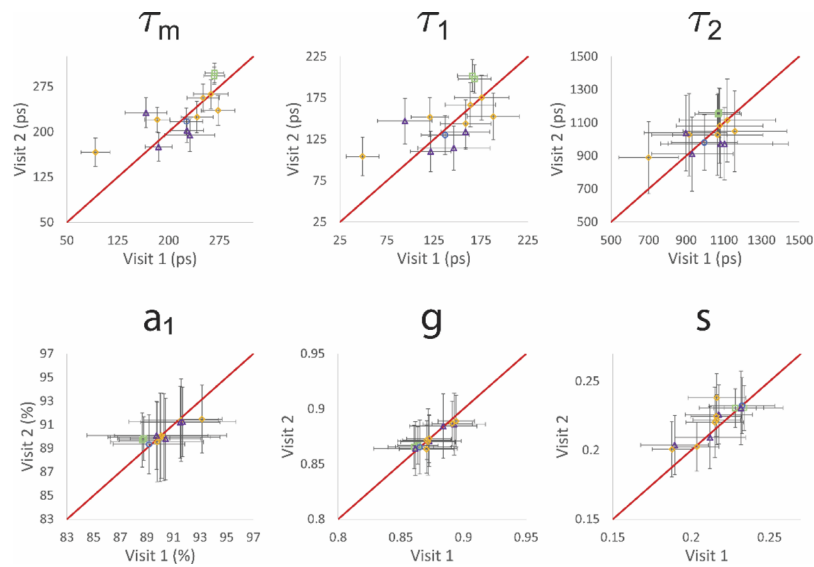 τm τ1 τ2
275 200 125 50
Visit 2 (ps)
50 125 200 275
Visit 1 (ps)
225 175 125 75 25
Visit 2 (ps)
25 75 125 175 225
Visit 1 (ps)
1500 1300 1100 900 700 500
Visit 2 (ps)
500 700 900 1100 1300 1500
Visit 1 (ps)
a1 g s
97 95 93 91 89 87 85 83
Visit 2 (%)
83 85 87 89 91 93 95 97
Visit 1 (%)
0.95 0.9 0.85 0.8
Visit 2
0.8 0.85 0.9 0.95
Visit 1
0.25 0.2 0.15
Visit 2
0.15 0.2 0.25
Visit 1